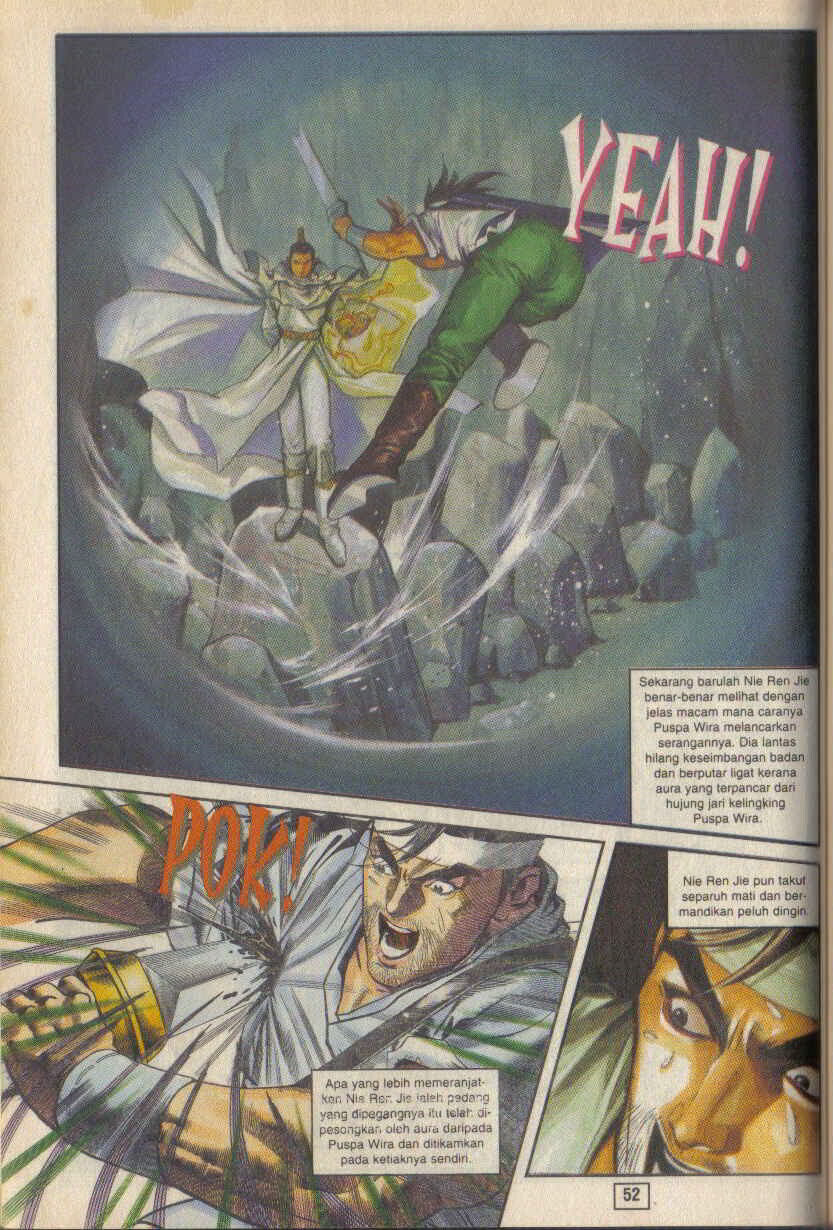 YEAH!
Sekarang barulah Nie Ren Jie
benar-benar melihat dengan
jelas macam mana caranya
Puspa Wira melancarkan
serangannya. Dia lantas
hilang keseimbangan badan
dan berputar ligat kerana
aura yang terpancar dari
hujung jari kelingking
Puspa Wira.
POK!
Nie Ren Jie pun takut
separuh mati dan ber-
mandikan peluh dingin.
Apa yang lebih memeranjat-
kan Nie Ren Jie ialah pedang
yang dipegangnya itu telah di-
pesongkan oleh aura daripada
Puspa Wira dan ditikamkan
pada ketiaknya sendiri.
52